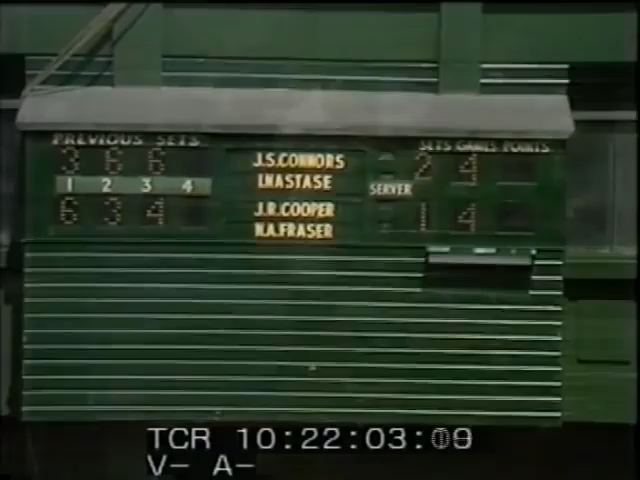 PREVIOUS SETS
SETS GAMES POINTS
3 6 6
J.S.CONNORS
2 4
1 2 3 4
I.NASTASE
SERVER
6 3 4
J.R.COOPER
1 4
N.A.FRASER
TCR 10:22:03:09
V- A-